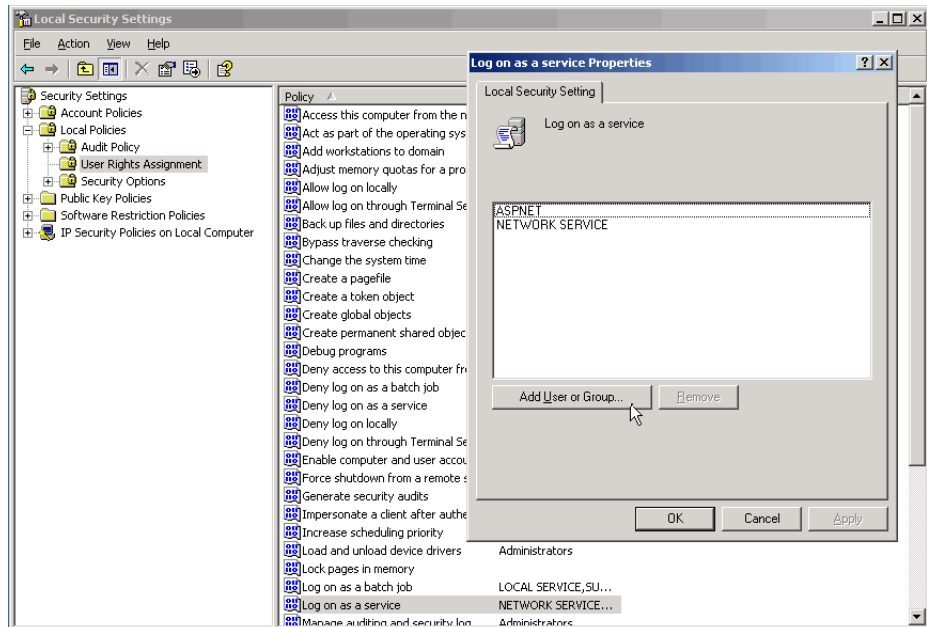 Local Security Settings
File Action View Help
Security Settings
Account Policies
Local Policies
Audit Policy
User Rights Assignment
Security Options
Public Key Policies
Software Restriction Policies
IP Security Policies on Local Computer
Policy
Access this computer from the n
Act as part of the operating sys
Add workstations to domain
Adjust memory quotas for a pro
Allow log on locally
Allow log on through Terminal Se
Back up files and directories
Bypass traverse checking
Change the system time
Create a pagefile
Create a token object
Create global objects
Create permanent shared objec
Debug programs
Deny access to this computer fr
Deny log on as a batch job
Deny log on as a service
Deny log on locally
Deny log on through Terminal Se
Enable computer and user accou
Force shutdown from a remote s
Generate security audits
Impersonate a client after authe
Increase scheduling priority
Load and unload device drivers Administrators
Lock pages in memory
Log on as a batch job LOCAL SERVICE,SU...
Log on as a service NETWORK SERVICE...
Manage auditing and security log Administrators
Log on as a service Properties
Local Security Setting
Log on as a service
ASPNET
NETWORK SERVICE
Add User or Group... Remove
OK Cancel Apply